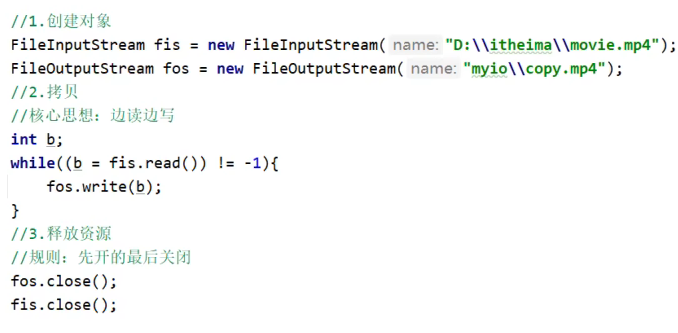 //1.创建对象
FileInputStream fis = new FileInputStream( name: "D:\\itheima\\movie.mp4");
FileOutputStream fos = new FileOutputStream( name: "myio\\copy.mp4");
//2.拷贝
//核心思想：边读边写
int b;
while((b = fis.read()) != -1){
    fos.write(b);
}
//3.释放资源
//规则：先开的最后关闭
fos.close();
fis.close();